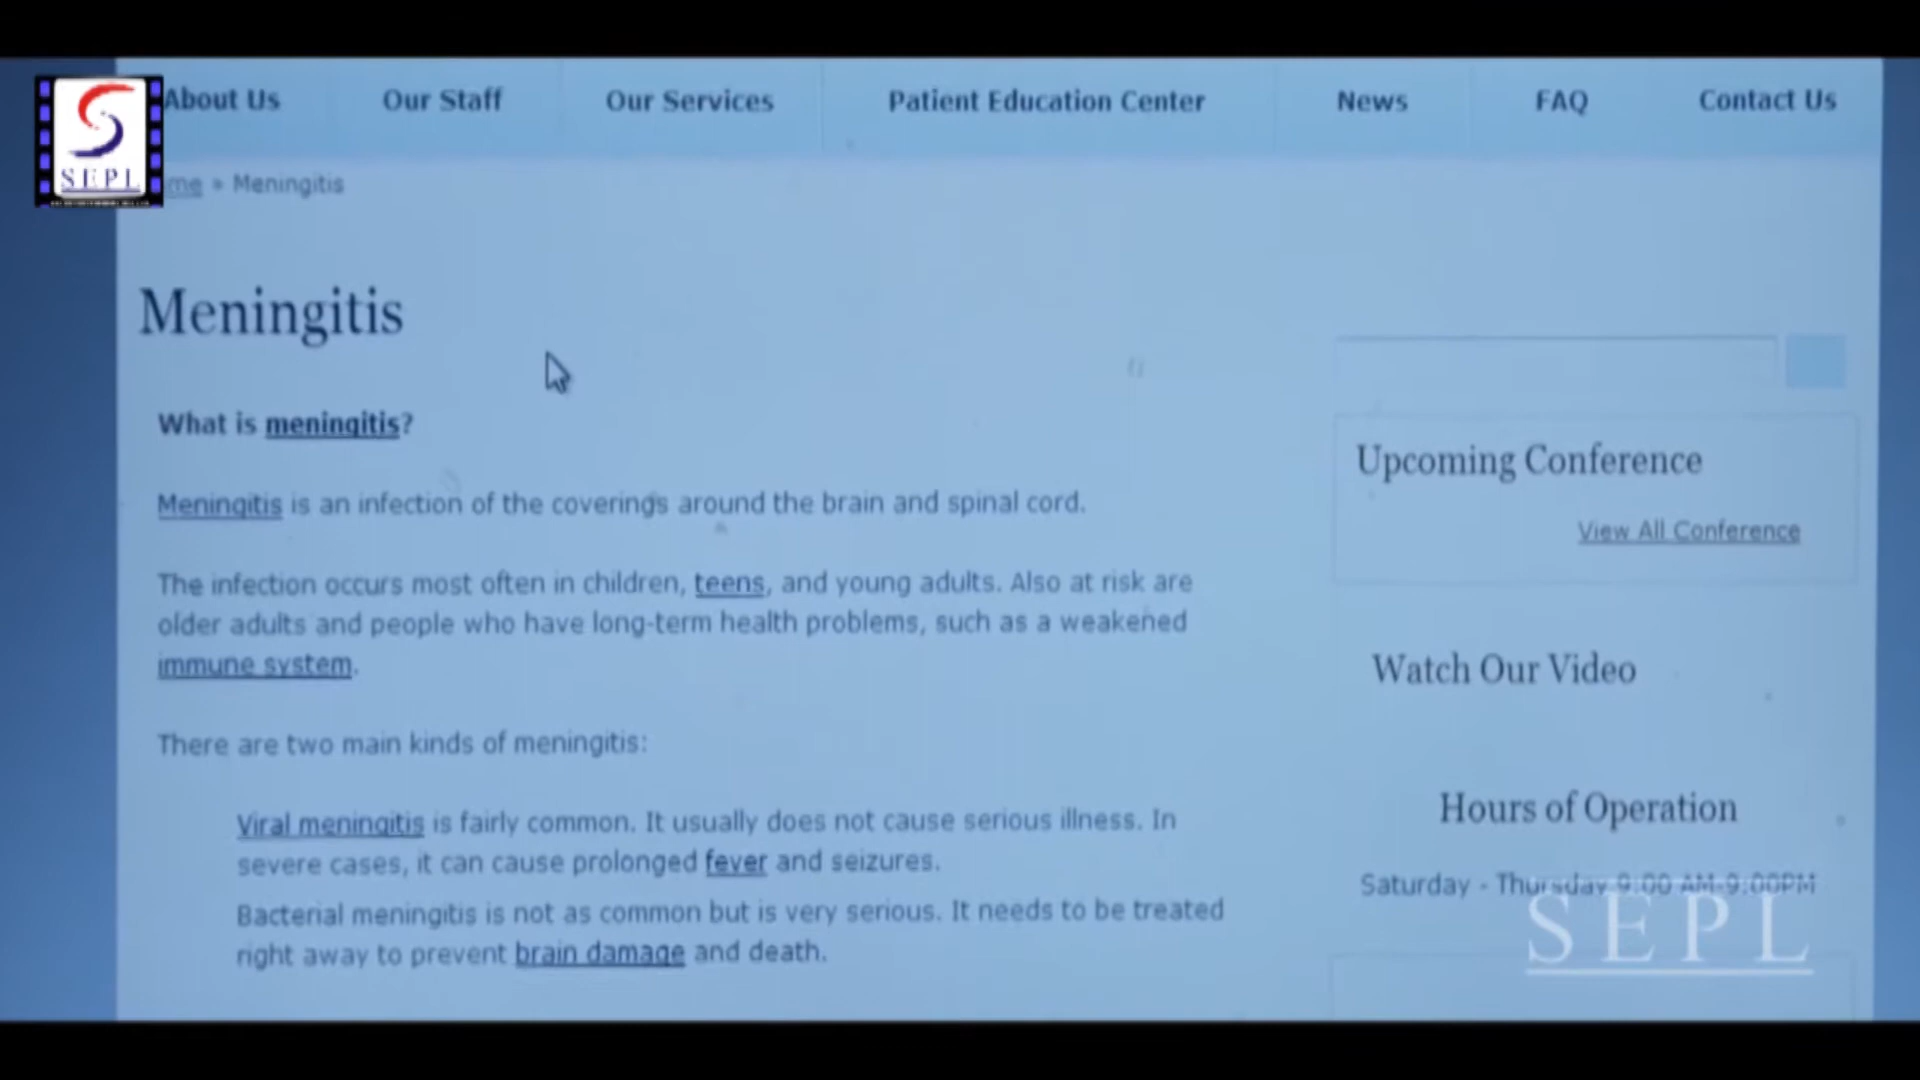 About Us Our Staff Our Services Patient Education Center News FAQ Contact Us
SEPL
me » Meningitis
Meningitis
What is meningitis?
Meningitis is an infection of the coverings around the brain and spinal cord.
The infection occurs most often in children, teens, and young adults. Also at risk are
older adults and people who have long-term health problems, such as a weakened
immune system.
There are two main kinds of meningitis:
Viral meningitis is fairly common. It usually does not cause serious illness. In
severe cases, it can cause prolonged fever and seizures.
Bacterial meningitis is not as common but is very serious. It needs to be treated
right away to prevent brain damage and death.
Upcoming Conference
View All Conference
Watch Our Video
Hours of Operation
Saturday - Thursday 9:00 AM-9:00PM
SEPL